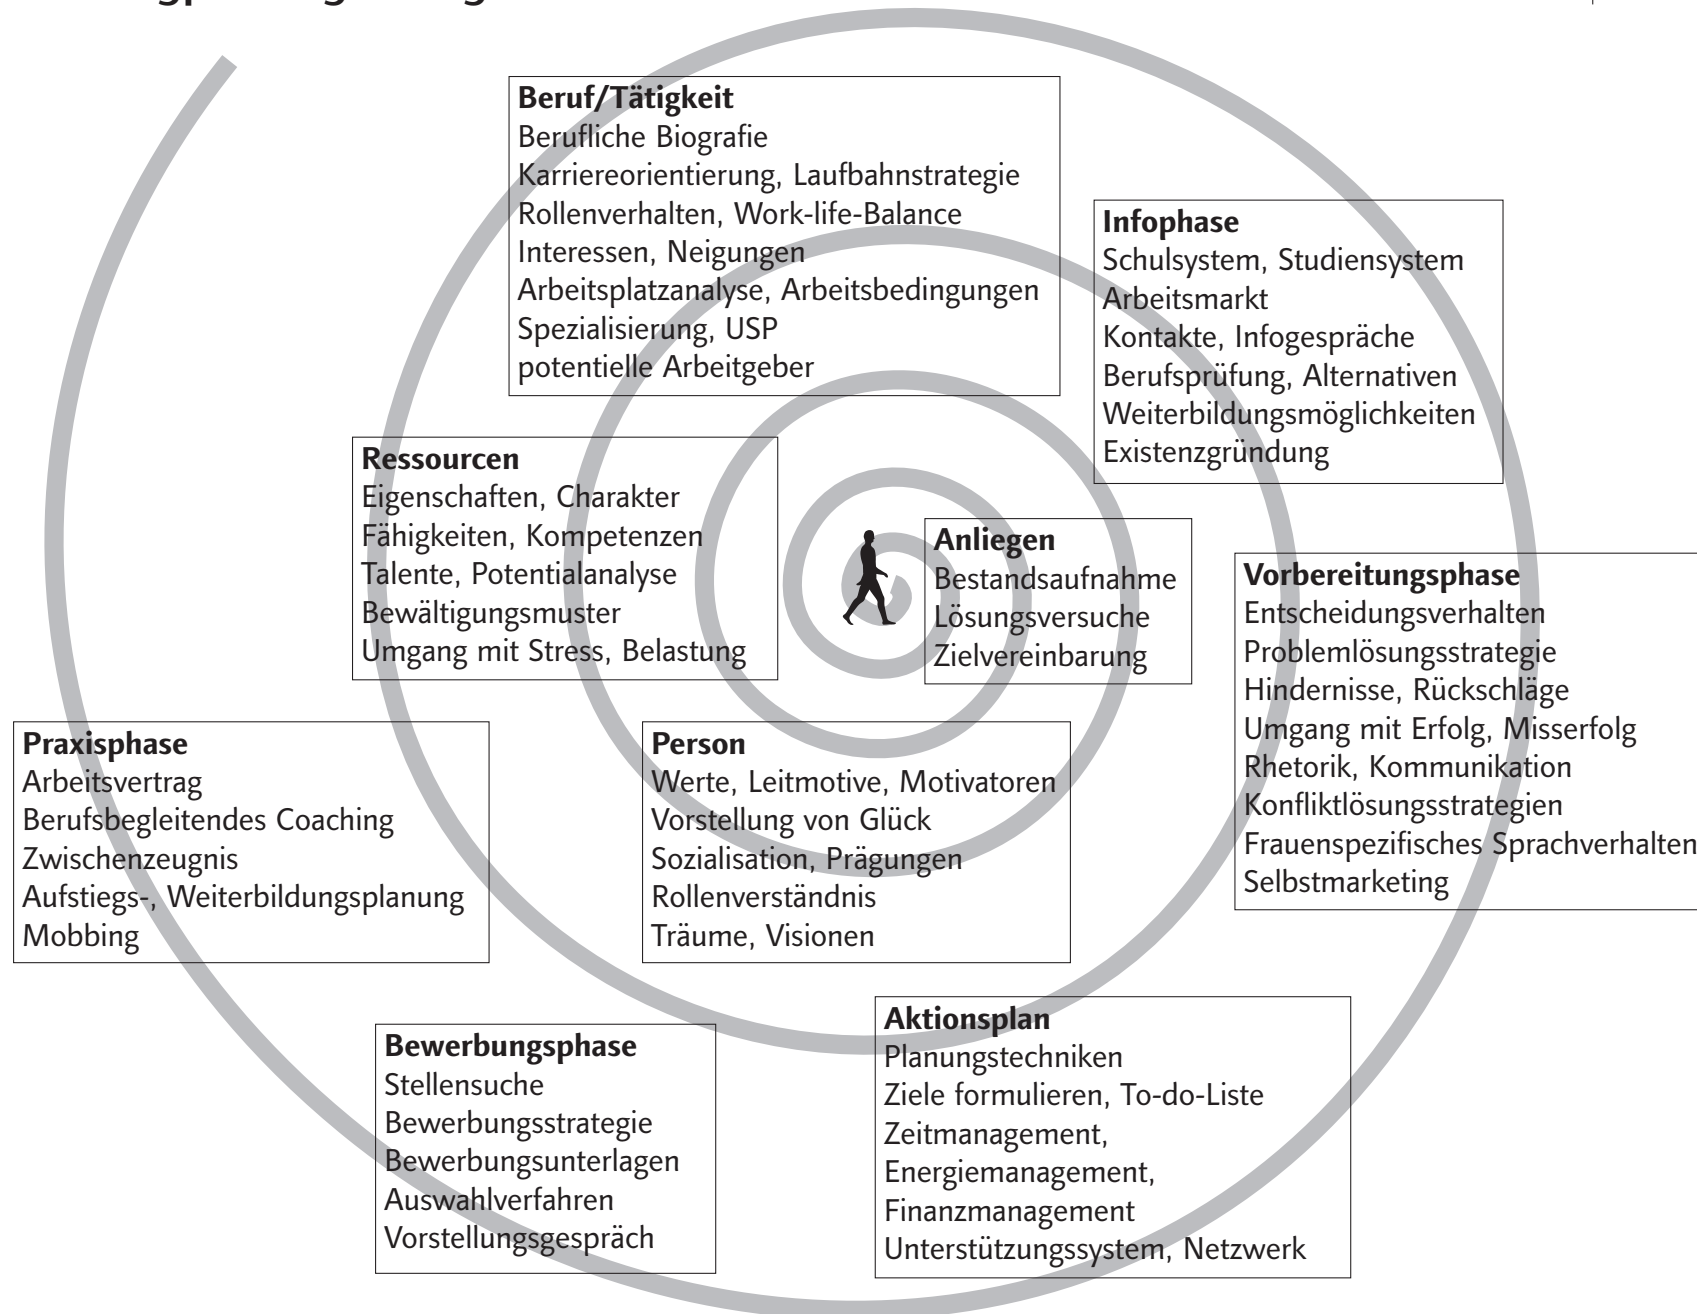 Beruf/Tätigkeit
Berufliche Biografie
Karriereorientierung, Laufbahnstrategie
Rollenverhalten, Work-life-Balance
Interessen, Neigungen
Arbeitsplatzanalyse, Arbeitsbedingungen
Spezialisierung, USP
potentielle Arbeitgeber
Infophase
Schulsystem, Studiensystem
Arbeitsmarkt
Kontakte, Infogespräche
Berufsprüfung, Alternativen
Weiterbildungsmöglichkeiten
Existenzgründung
Ressourcen
Eigenschaften, Charakter
Fähigkeiten, Kompetenzen
Talente, Potentialanalyse
Bewältigungsmuster
Umgang mit Stress, Belastung
Anliegen
Bestandsaufnahme
Lösungsversuche
Zielvereinbarung
Vorbereitungsphase
Entscheidungsverhalten
Problemlösungsstrategie
Hindernisse, Rückschläge
Umgang mit Erfolg, Misserfolg
Rhetorik, Kommunikation
Konfliktlösungsstrategien
Frauenspezifisches Sprachverhalten
Selbstmarketing
Praxisphase
Arbeitsvertrag
Berufsbegleitendes Coaching
Zwischenzeugnis
Aufstiegs-, Weiterbildungsplanung
Mobbing
Person
Werte, Leitmotive, Motivatoren
Vorstellung von Glück
Sozialisation, Prägungen
Rollenverständnis
Träume, Visionen
Bewerbungsphase
Stellensuche
Bewerbungsstrategie
Bewerbungsunterlagen
Auswahlverfahren
Vorstellungsgespräch
Aktionsplan
Planungstechniken
Ziele formulieren, To-do-Liste
Zeitmanagement,
Energiemanagement,
Finanzmanagement
Unterstützungssystem, Netzwerk